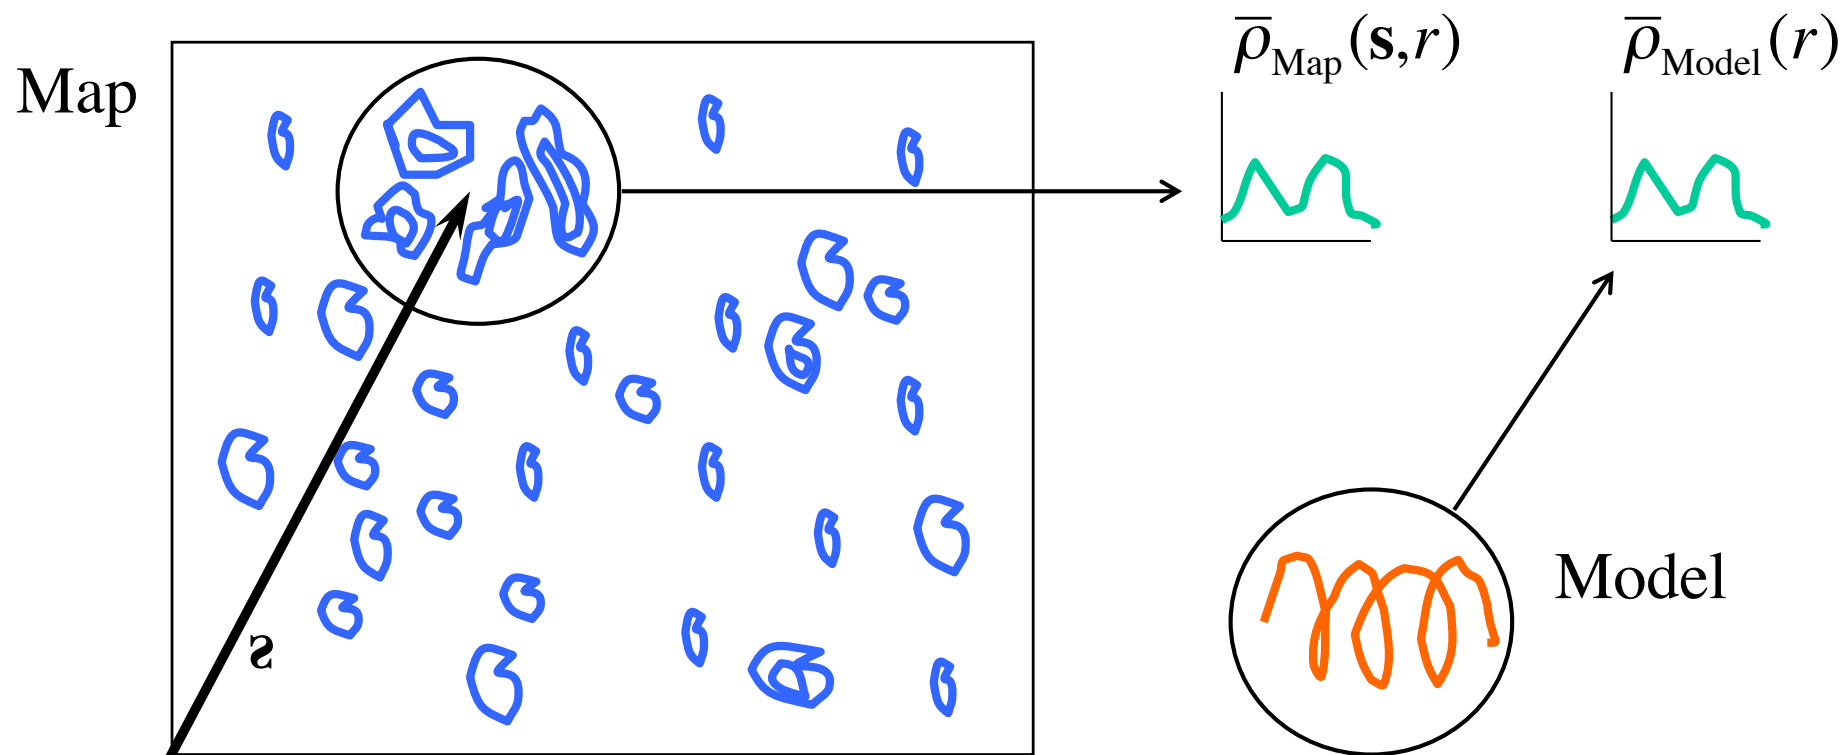 Map
ρ̅Map(s,r)
ρ̅Model(r)
Model
s